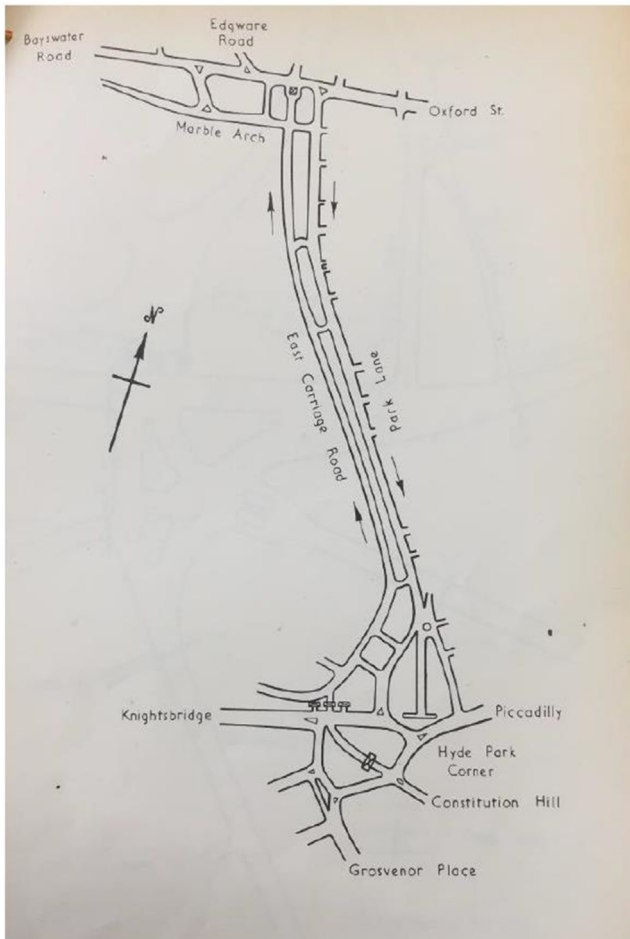 Edgware
Road
Bayswater
Road
Oxford St.
Marble Arch
N
East Carriage Road
Park Lane
Knightsbridge
Piccadilly
Hyde Park
Corner
Constitution Hill
Grosvenor Place